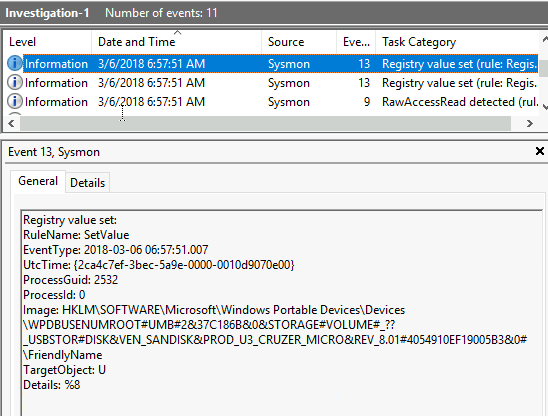 Investigation-1 Number of events: 11
Level Date and Time Source Eve... Task Category
Information 3/6/2018 6:57:51 AM Sysmon 13 Registry value set (rule: Regis...
Information 3/6/2018 6:57:51 AM Sysmon 13 Registry value set (rule: Regis...
Information 3/6/2018 6:57:51 AM Sysmon 9 RawAccessRead detected (rul...
Event 13, Sysmon
General Details
Registry value set:
RuleName: SetValue
EventType: 2018-03-06 06:57:51.007
UtcTime: {2ca4c7ef-3bec-5a9e-0000-0010d9070e00}
ProcessGuid: 2532
ProcessId: 0
Image: HKLM\SOFTWARE\Microsoft\Windows Portable Devices\Devices
\WPDBUSENUMROOT#UMB#2&37C186B&0&STORAGE#VOLUME#_??
_USBSTOR#DISK&VEN_SANDISK&PROD_U3_CRUZER_MICRO&REV_8.01#4054910EF19005B3&0#
\FriendlyName
TargetObject: U
Details: %8